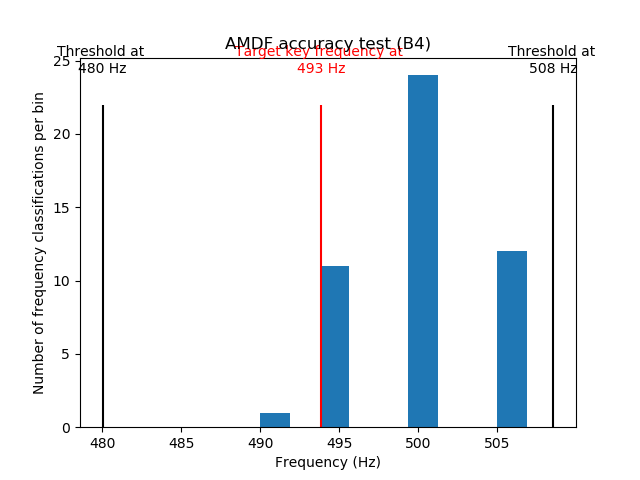 AMDF accuracy test (B4)
Threshold at
480 Hz
Target key frequency at
493 Hz
Threshold at
508 Hz
Number of frequency classifications per bin
25
20
15
10
5
0
480
485
490
495
500
505
Frequency (Hz)